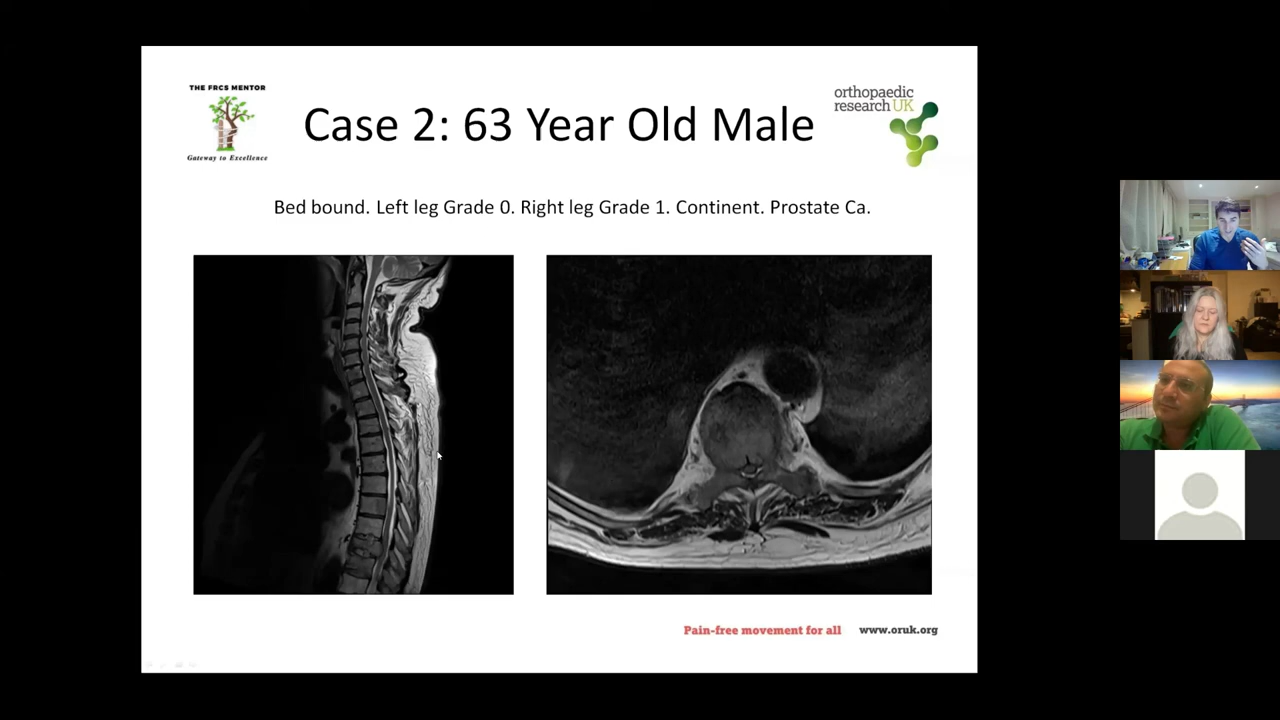 THE FRCS MENTOR
Gateway to Excellence
Case 2: 63 Year Old Male
orthopaedic
research UK
Bed bound. Left leg Grade 0. Right leg Grade 1. Continent. Prostate Ca.
Pain-free movement for all
www.oruk.org